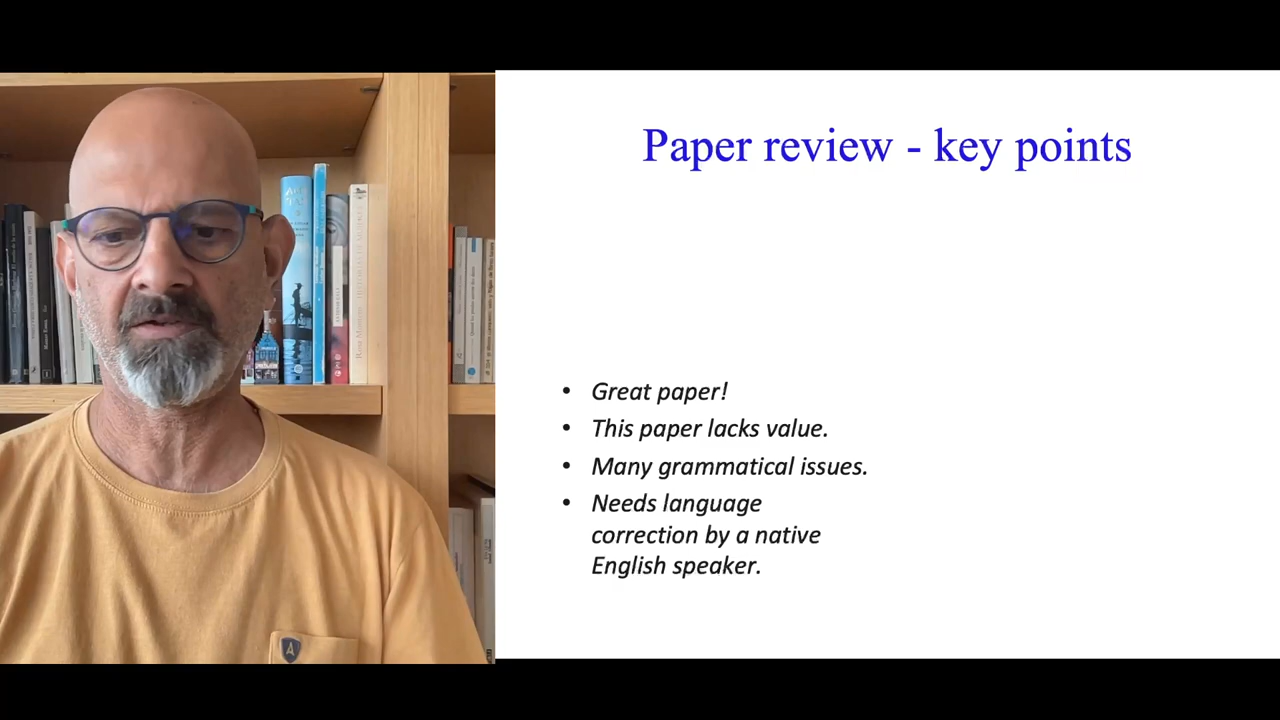 Paper review - key points
• Great paper!
• This paper lacks value.
• Many grammatical issues.
• Needs language
correction by a native
English speaker.
A